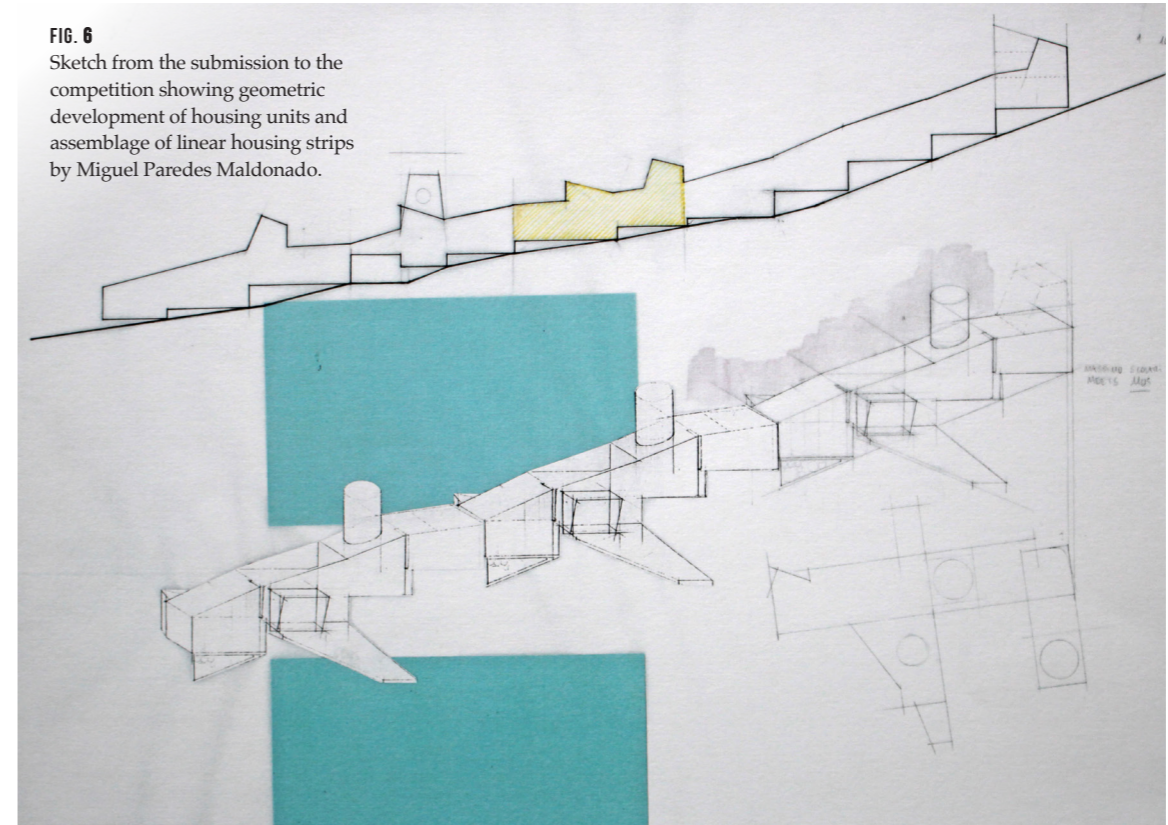 FIG. 6
Sketch from the submission to the
competition showing geometric
development of housing units and
assemblage of linear housing strips
by Miguel Paredes Maldonado.
MEETS